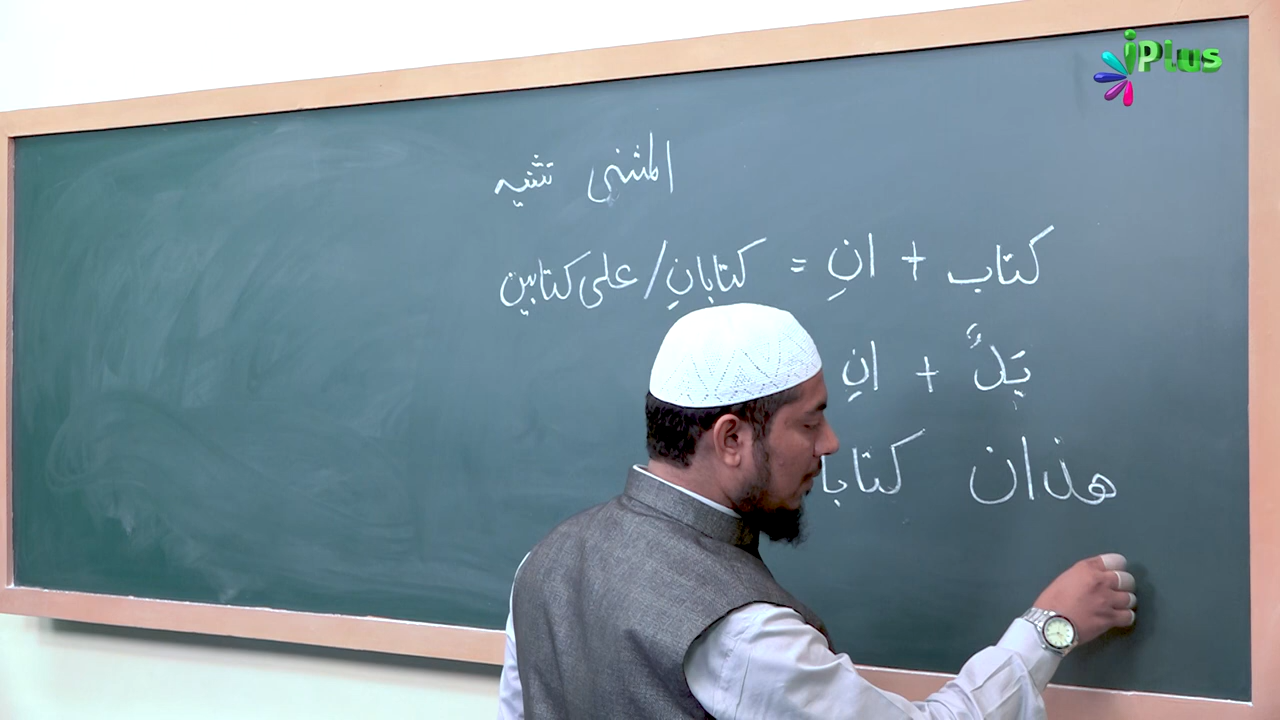 iPlus
المثنى تثنیہ
كتاب + انِ = كتابانِ / على كتابين
يَدٌ + انِ
هذان كتابا